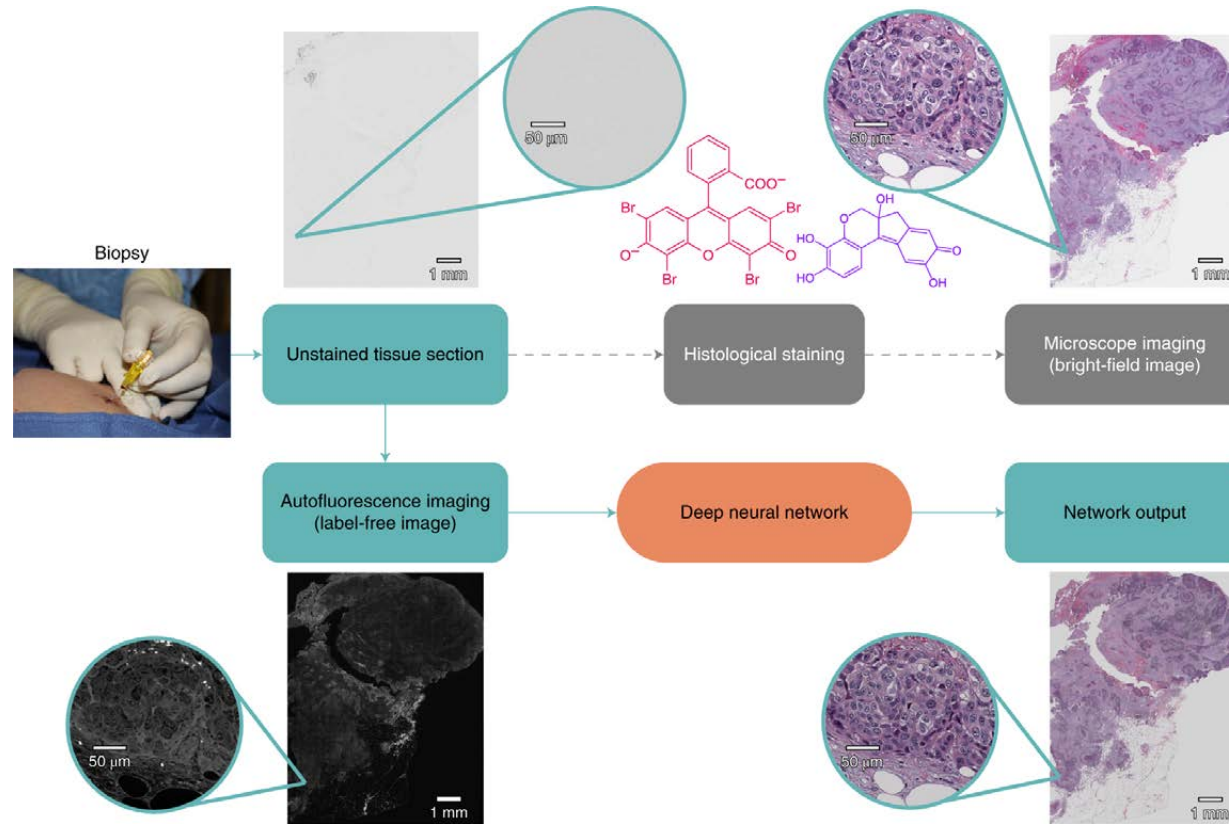 50 µm
1 mm
COO⁻
Br
Br
O⁻
O
O
Br
Br
OH
O
HO
HO
O
OH
50 µm
1 mm
Biopsy
Unstained tissue section
Histological staining
Microscope imaging
(bright-field image)
Autofluorescence imaging
(label-free image)
Deep neural network
Network output
50 µm
1 mm
50 µm
1 mm